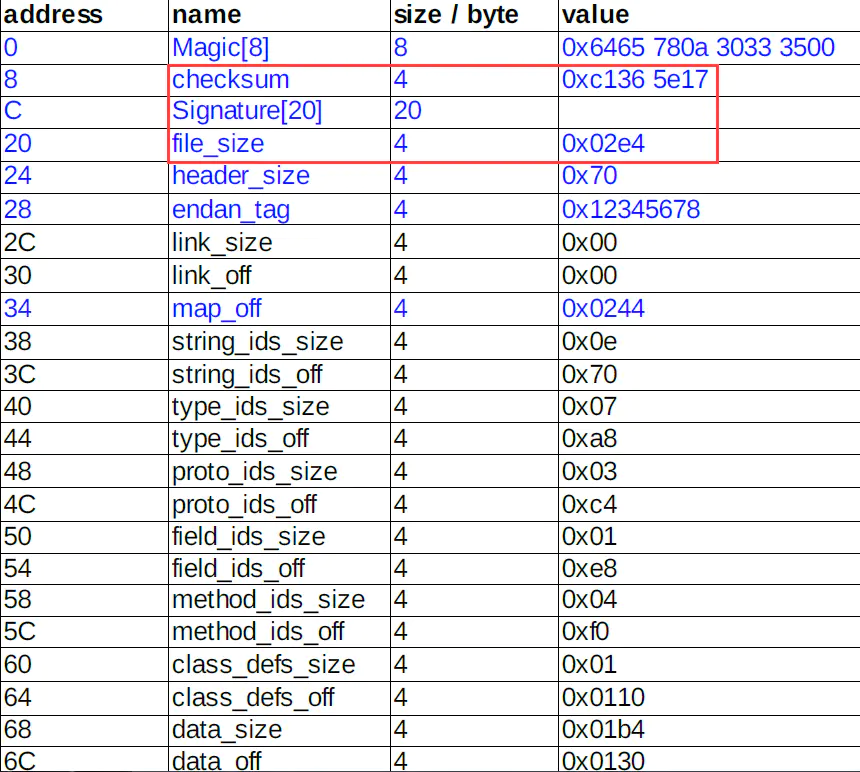 address name size / byte value
0 Magic[8] 8 0x6465 780a 3033 3500
8 checksum 4 0xc136 5e17
C Signature[20] 20
20 file_size 4 0x02e4
24 header_size 4 0x70
28 endan_tag 4 0x12345678
2C link_size 4 0x00
30 link_off 4 0x00
34 map_off 4 0x0244
38 string_ids_size 4 0x0e
3C string_ids_off 4 0x70
40 type_ids_size 4 0x07
44 type_ids_off 4 0xa8
48 proto_ids_size 4 0x03
4C proto_ids_off 4 0xc4
50 field_ids_size 4 0x01
54 field_ids_off 4 0xe8
58 method_ids_size 4 0x04
5C method_ids_off 4 0xf0
60 class_defs_size 4 0x01
64 class_defs_off 4 0x0110
68 data_size 4 0x01b4
6C data_off 4 0x0130